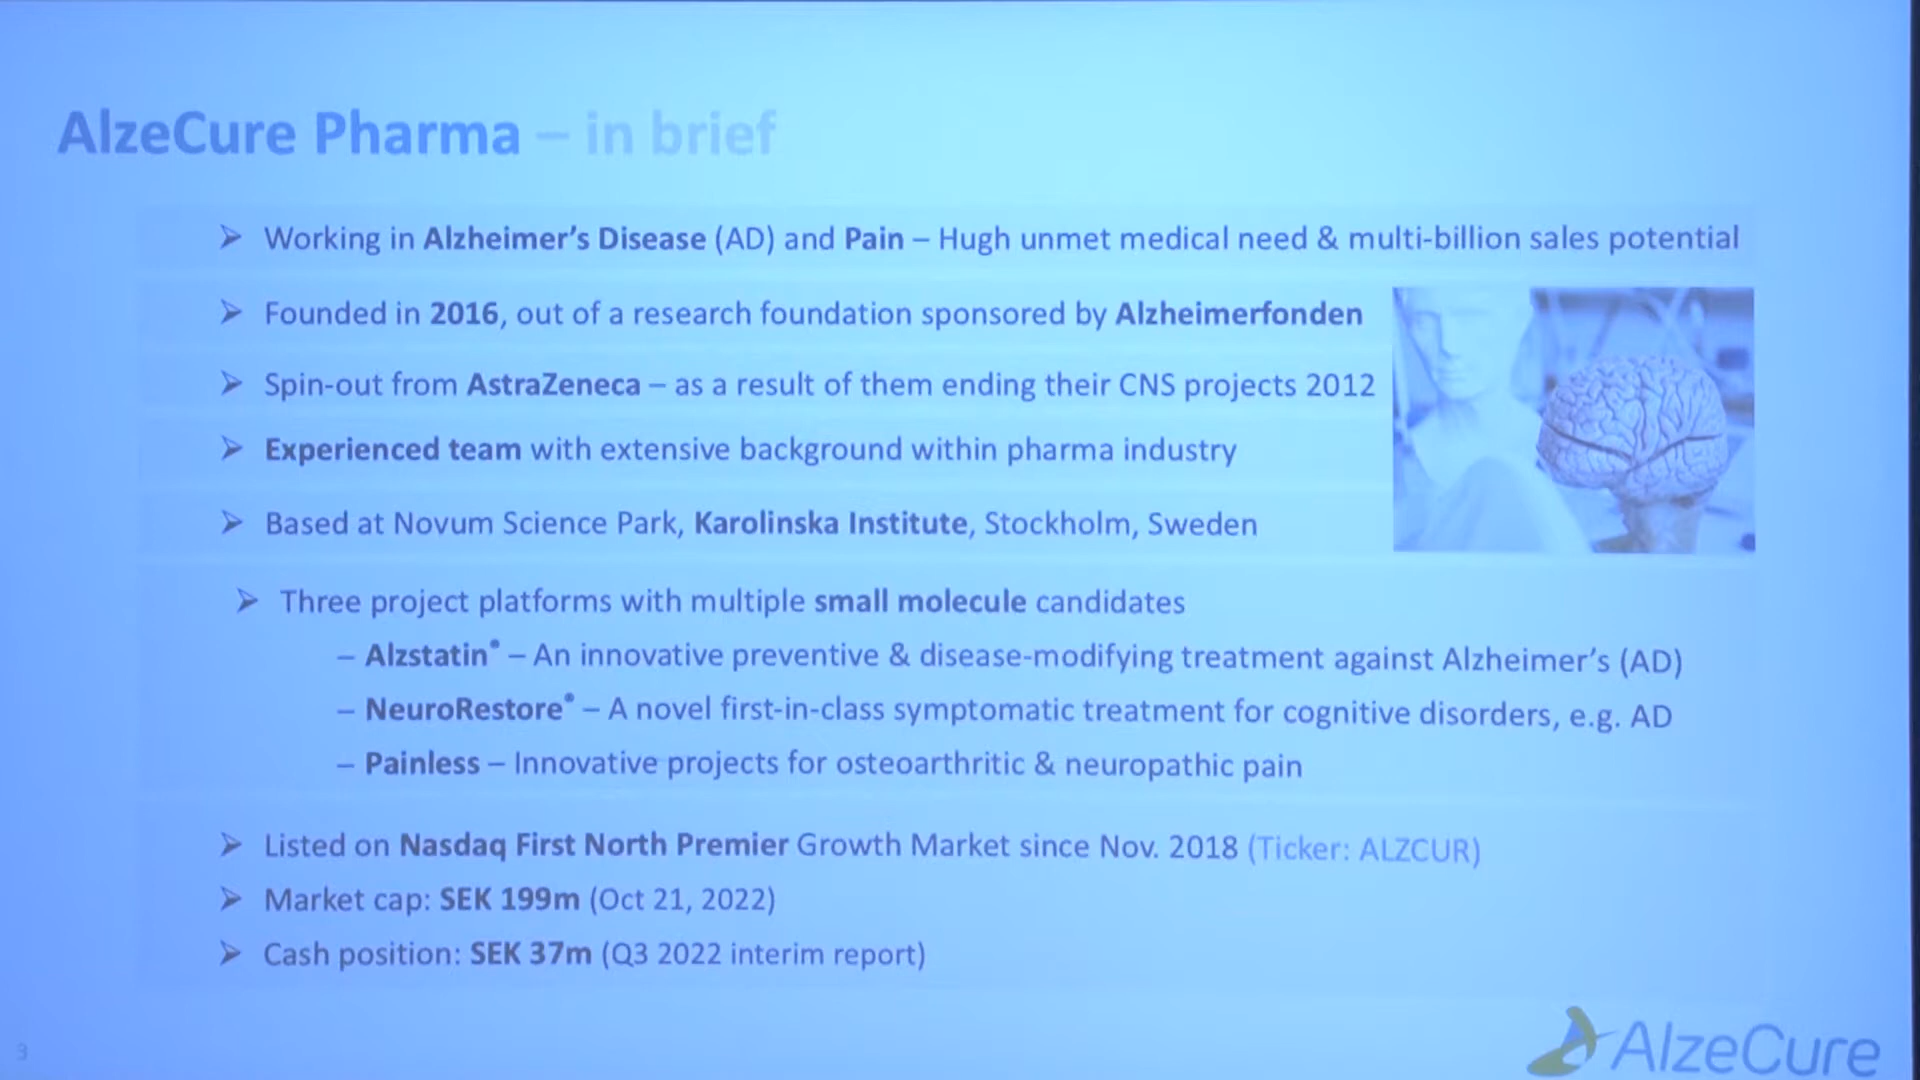 AlzeCure Pharma – in brief
➢ Working in Alzheimer's Disease (AD) and Pain – Hugh unmet medical need & multi-billion sales potential
➢ Founded in 2016, out of a research foundation sponsored by Alzheimerfonden
➢ Spin-out from AstraZeneca – as a result of them ending their CNS projects 2012
➢ Experienced team with extensive background within pharma industry
➢ Based at Novum Science Park, Karolinska Institute, Stockholm, Sweden
➢ Three project platforms with multiple small molecule candidates
– Alzstatin® – An innovative preventive & disease-modifying treatment against Alzheimer's (AD)
– NeuroRestore® – A novel first-in-class symptomatic treatment for cognitive disorders, e.g. AD
– Painless – Innovative projects for osteoarthritic & neuropathic pain
➢ Listed on Nasdaq First North Premier Growth Market since Nov. 2018 (Ticker: ALZCUR)
➢ Market cap: SEK 199m (Oct 21, 2022)
➢ Cash position: SEK 37m (Q3 2022 interim report)
3
AlzeCure